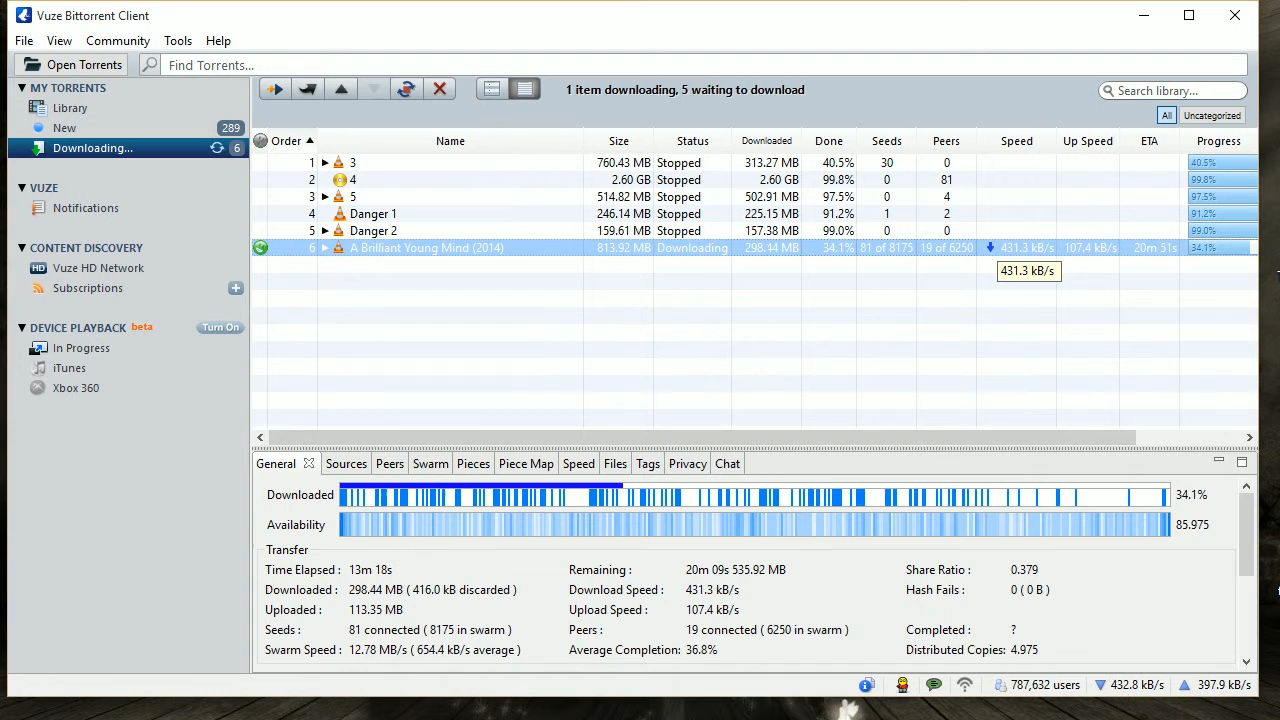 Vuze Bittorrent Client
File View Community Tools Help
Open Torrents Find Torrents...
MY TORRENTS
Library
New 289
Downloading... 6
VUZE
Notifications
CONTENT DISCOVERY
HD Vuze HD Network
Subscriptions
DEVICE PLAYBACK beta Turn On
In Progress
iTunes
Xbox 360
1 item downloading, 5 waiting to download Search library...
All Uncategorized
Order Name Size Status Downloaded Done Seeds Peers Speed Up Speed ETA Progress
1 3 760.43 MB Stopped 313.27 MB 40.5% 30 0 40.5%
2 4 2.60 GB Stopped 2.60 GB 99.8% 0 81 99.8%
3 5 514.82 MB Stopped 502.91 MB 97.5% 0 4 97.5%
4 Danger 1 246.14 MB Stopped 225.15 MB 91.2% 1 2 91.2%
5 Danger 2 159.61 MB Stopped 157.38 MB 99.0% 0 0 99.0%
6 A Brilliant Young Mind (2014) 813.92 MB Downloading 298.44 MB 34.1% 81 of 8175 19 of 6250 431.3 kB/s 107.4 kB/s 20m 51s 34.1%
431.3 kB/s
General Sources Peers Swarm Pieces Piece Map Speed Files Tags Privacy Chat
Downloaded 34.1%
Availability 85.975
Transfer
Time Elapsed : 13m 18s Remaining : 20m 09s 535.92 MB Share Ratio : 0.379
Downloaded : 298.44 MB ( 416.0 kB discarded ) Download Speed : 431.3 kB/s Hash Fails : 0 ( 0 B )
Uploaded : 113.35 MB Upload Speed : 107.4 kB/s
Seeds : 81 connected ( 8175 in swarm ) Peers : 19 connected ( 6250 in swarm ) Completed : ?
Swarm Speed : 12.78 MB/s ( 654.4 kB/s average ) Average Completion: 36.8% Distributed Copies: 4.975
787,632 users 432.8 kB/s 397.9 kB/s